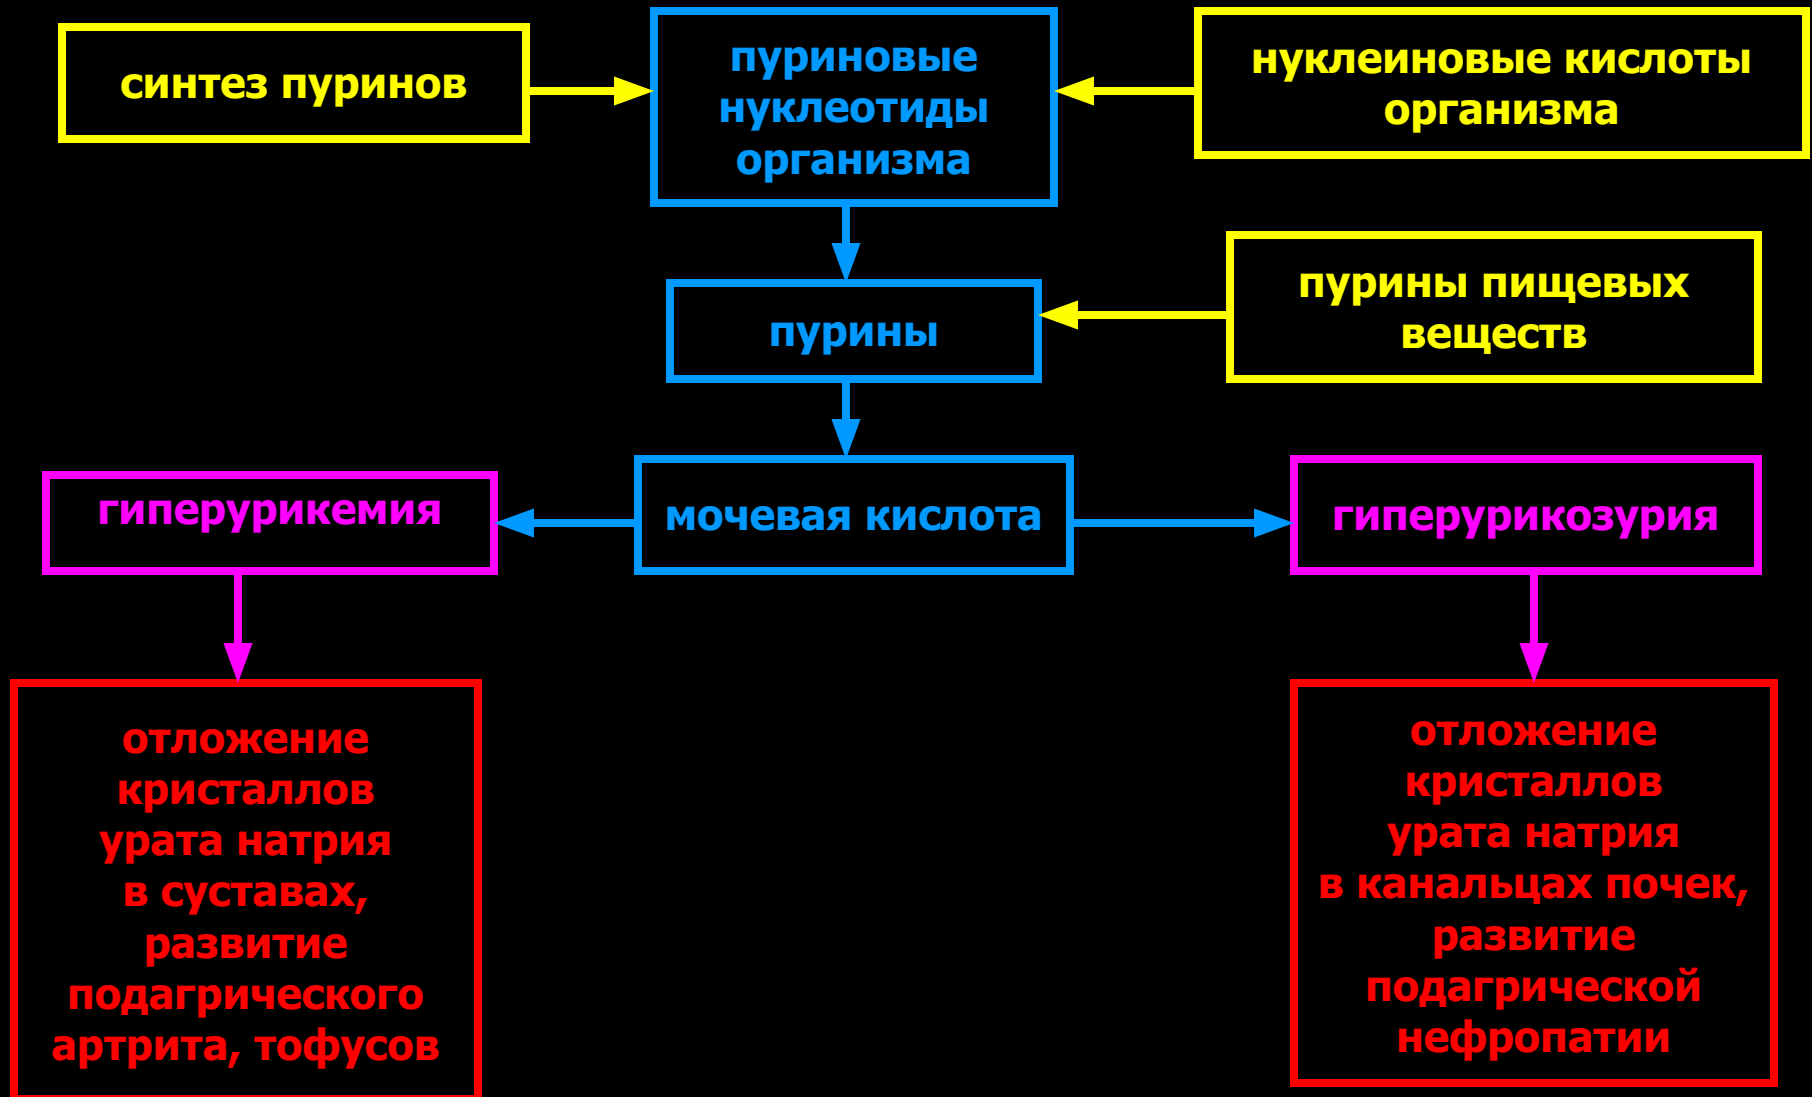 синтез пуринов
пуриновые
нуклеотиды
организма
нуклеиновые кислоты
организма
пурины
пурины пищевых
веществ
гиперурикемия
мочевая кислота
гиперурикозурия
отложение
кристаллов
урата натрия
в суставах,
развитие
подагрического
артрита, тофусов
отложение
кристаллов
урата натрия
в канальцах почек,
развитие
подагрической
нефропатии